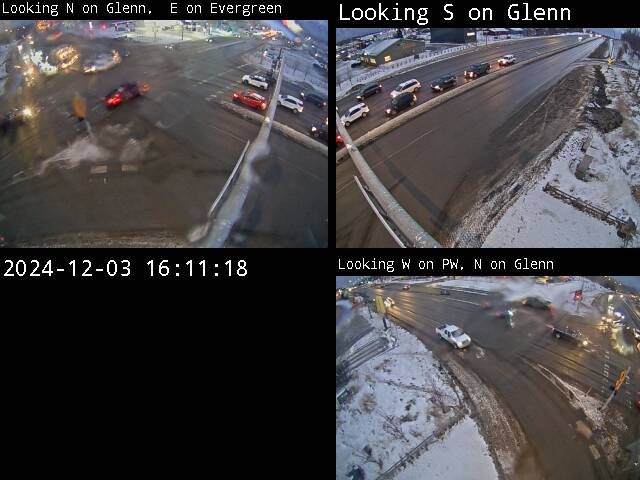 Looking N on Glenn,  E on Evergreen
Looking S on Glenn
2024-12-03 16:11:18
Looking W on PW, N on Glenn